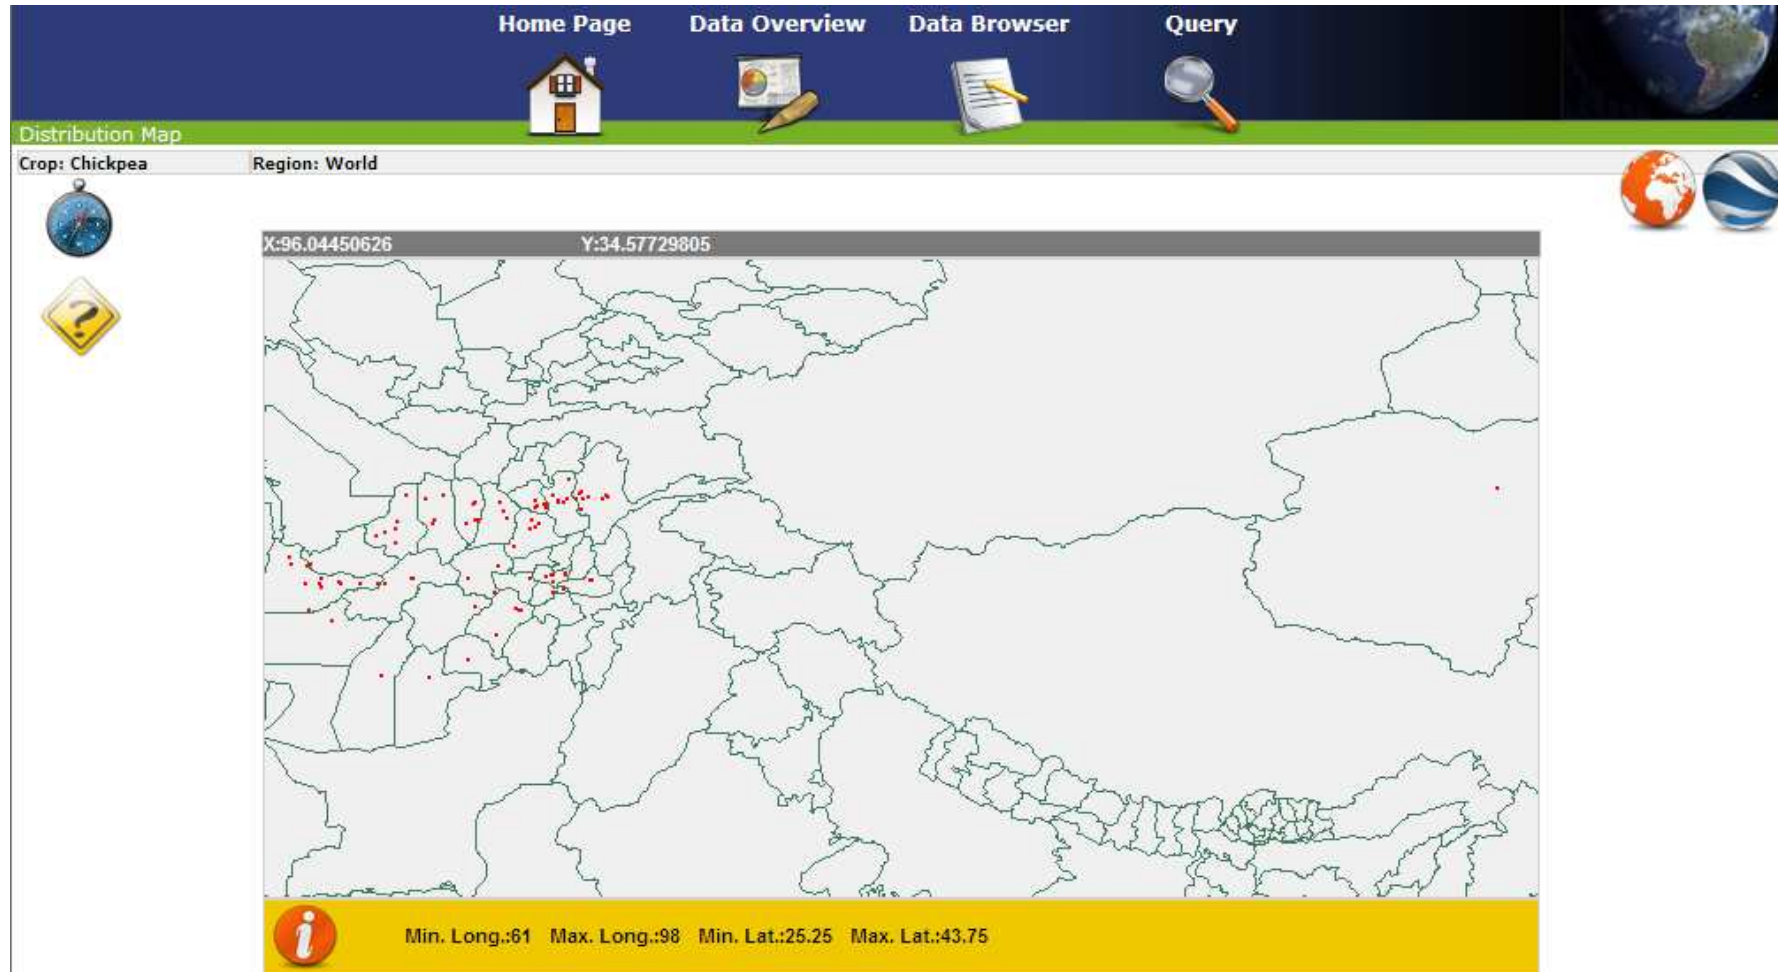 Home Page Data Overview Data Browser Query
Distribution Map
Crop: Chickpea Region: World
X:96.04450626 Y:34.57729805
Min. Long.:61 Max. Long.:98 Min. Lat.:25.25 Max. Lat.:43.75